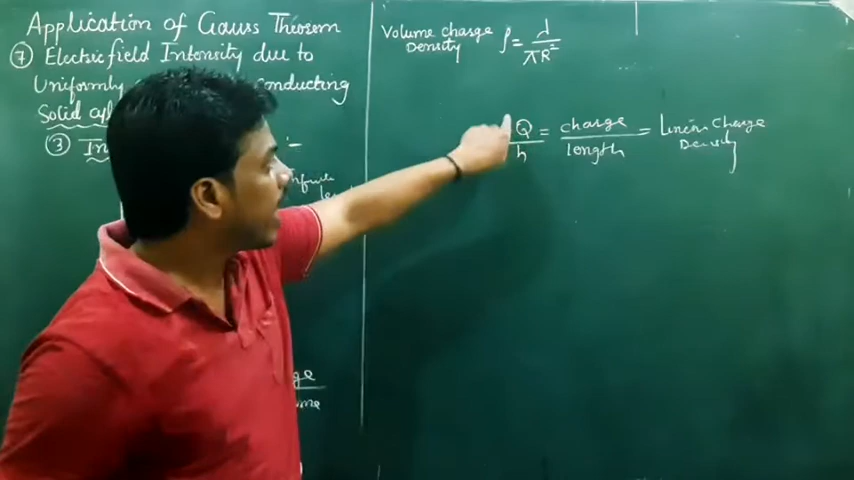 Application of Gauss Theorem
⑦ Electric field Intensity due to
Uniformly conducting
Solid
③
Volume charge
Density ρ = λ / πR²
Q / h = charge / length = Linear Charge
Density